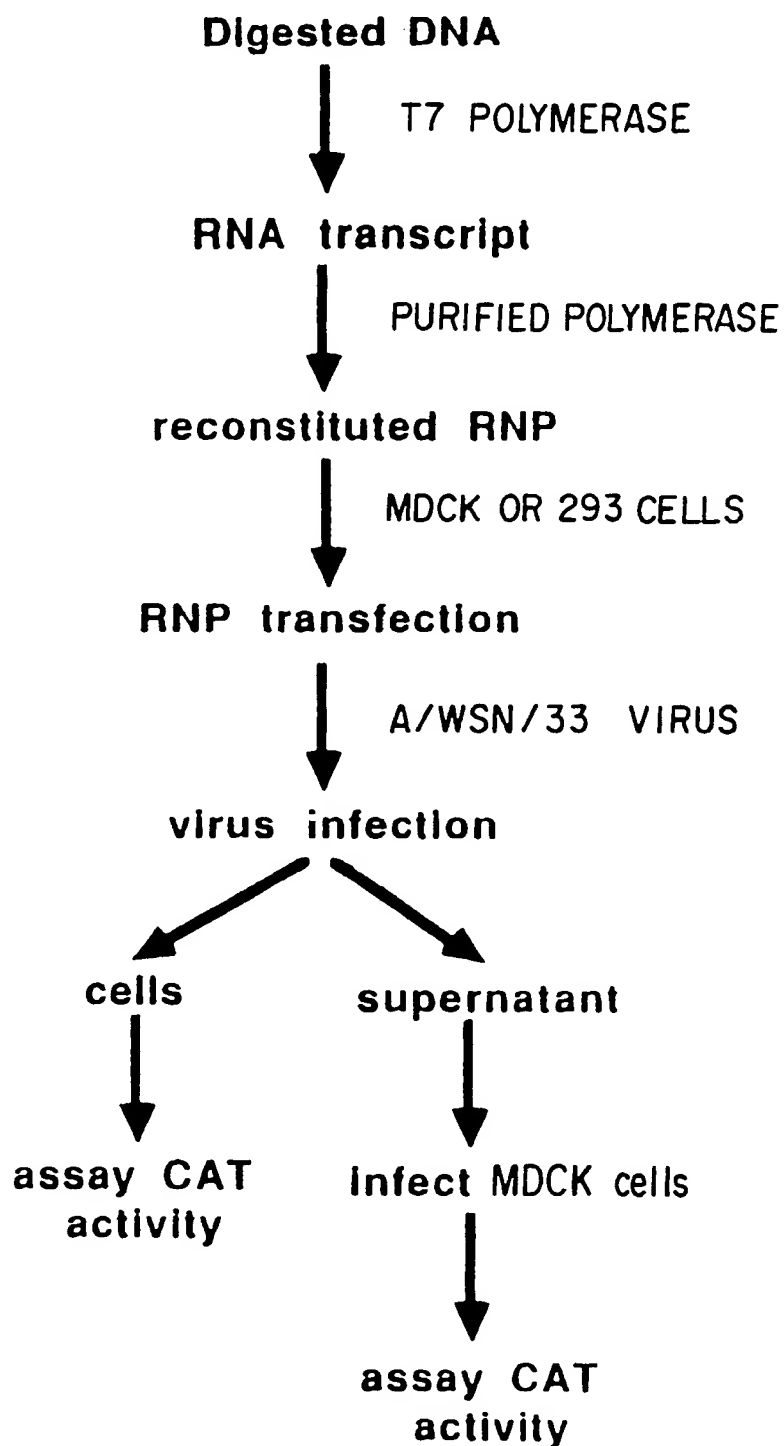 Digested DNA
T7 POLYMERASE
RNA transcript
PURIFIED POLYMERASE
reconstituted RNP
MDCK OR 293 CELLS
RNP transfection
A/WSN/33 VIRUS
virus infection
cells
supernatant
assay CAT
activity
infect MDCK cells
assay CAT
activity